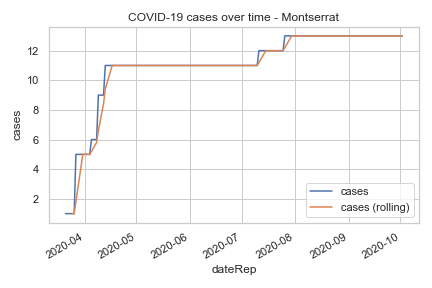 COVID-19 cases over time - Montserrat
12
10
8
6
4
2
cases
cases
cases (rolling)
2020-04
2020-05
2020-06
2020-07
2020-08
2020-09
2020-10
dateRep